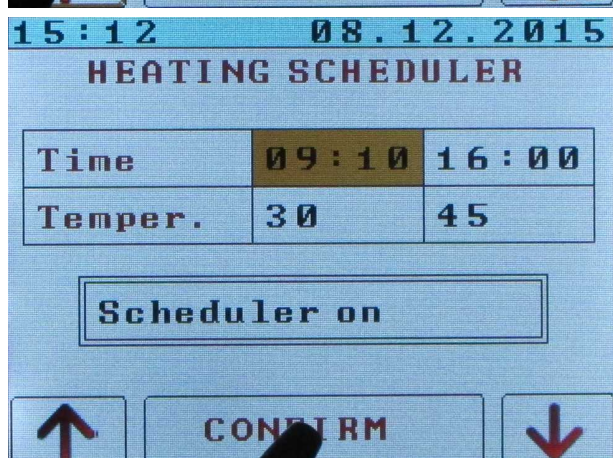 15:12 08.12.2015
HEATING SCHEDULER
Time 09:10 16:00
Temper. 30 45
Scheduler on
CONFIRM